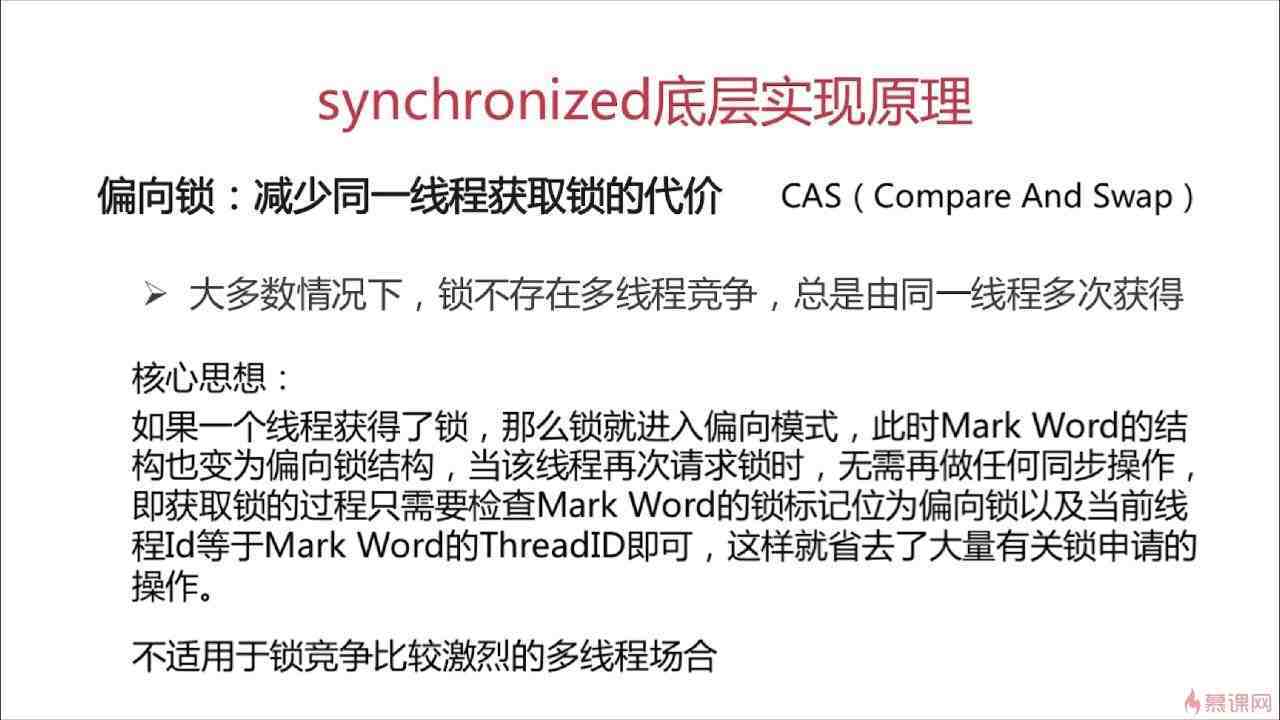 synchronized底层实现原理
偏向锁：减少同一线程获取锁的代价 CAS（Compare And Swap）
➢ 大多数情况下，锁不存在多线程竞争，总是由同一线程多次获得
核心思想：
如果一个线程获得了锁，那么锁就进入偏向模式，此时Mark Word的结
构也变为偏向锁结构，当该线程再次请求锁时，无需再做任何同步操作，
即获取锁的过程只需要检查Mark Word的锁标记位为偏向锁以及当前线
程Id等于Mark Word的ThreadID即可，这样就省去了大量有关锁申请的
操作。
不适用于锁竞争比较激烈的多线程场合
慕课网